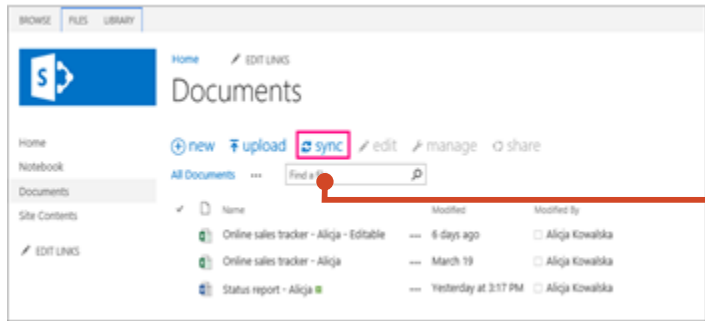 BROWSE FILES LIBRARY
Home EDIT LINKS
S
Documents
Home
Notebook
Documents
Site Contents
EDIT LINKS
new upload sync edit manage share
All Documents ... Find a
Name Modified Modified By
Online sales tracker - Alicja - Editable ... 6 days ago Alicja Kowalska
Online sales tracker - Alicja ... March 19 Alicja Kowalska
Status report - Alicja ... Yesterday at 3:17 PM Alicja Kowalska